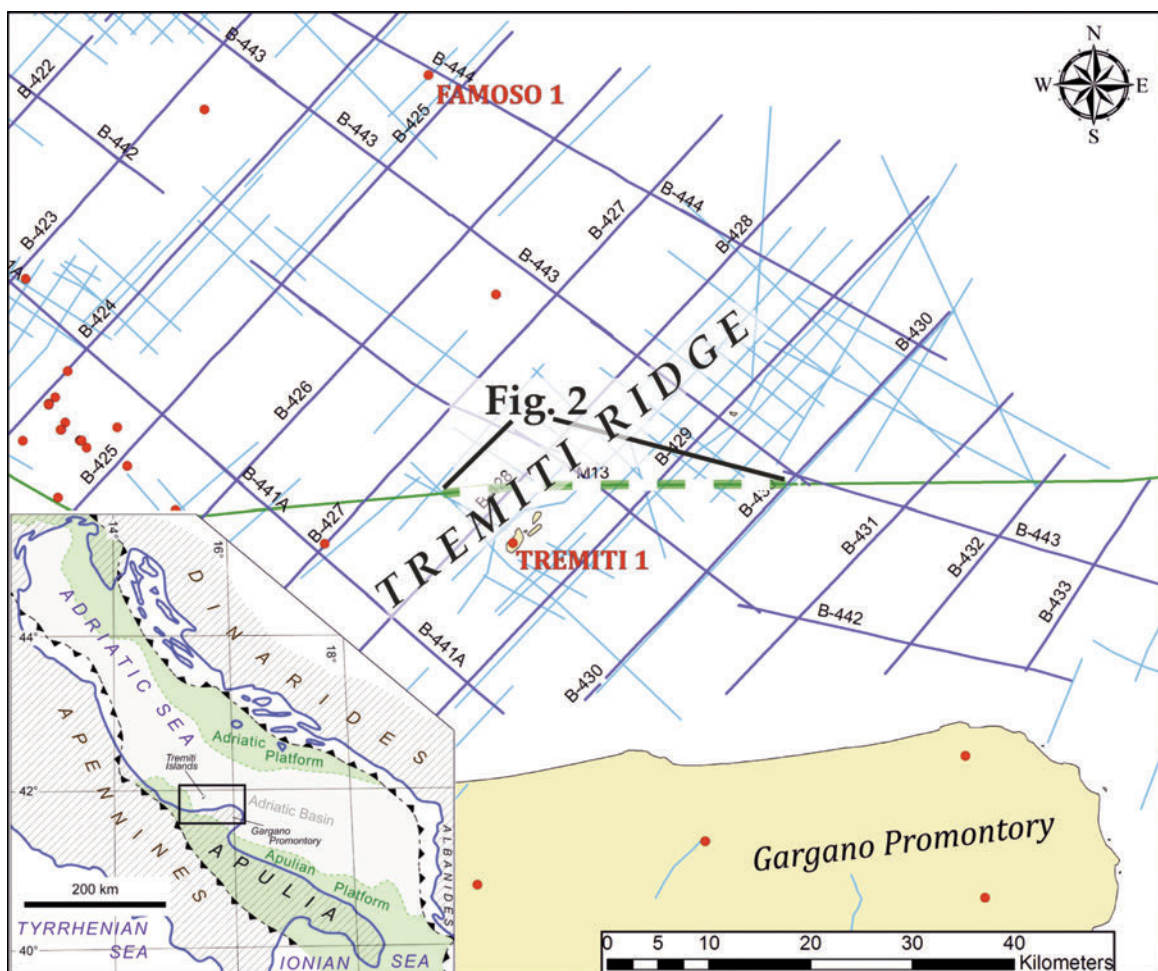 B-422
B-443
B-444
FAMOSO 1
N
W
E
S
B-442
B-443
B-425
B-423
B-444
B-427
B-428
1A
B-443
B-424
B-430
B-426
Fig. 2
TREMITI RIDGE
B-429
B-425
M13
B-441A
B-427
TREMITI 1
B-431
B-432
B-443
B-433
B-442
B-441A
B-430
14°
16°
18°
DINARIDES
44°
ADRIATIC SEA
APENNINES
Adriatic
Platform
Tremiti
Islands
42°
Adriatic Basin
Gargano
Promontory
ALBANIDES
Apulian
Platform
APULIA
200 km
TYRRHENIAN
SEA
40°
IONIAN SEA
Gargano Promontory
0 5 10 20 30 40
Kilometers